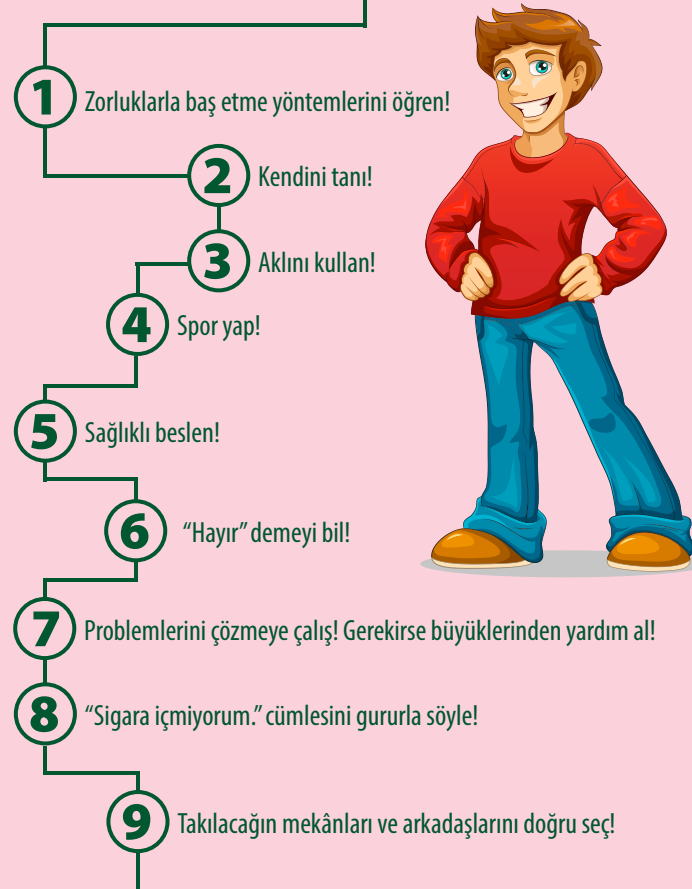 1 Zorluklarla baş etme yöntemlerini öğren!
2 Kendini tanı!
3 Aklını kullan!
4 Spor yap!
5 Sağlıklı beslen!
6 “Hayır” demeyi bil!
7 Problemlerini çözmeye çalış! Gerekirse büyüklerinden yardım al!
8 “Sigara içmiyorum.” cümlesini gururla söyle!
9 Takılacağın mekânları ve arkadaşlarını doğru seç!